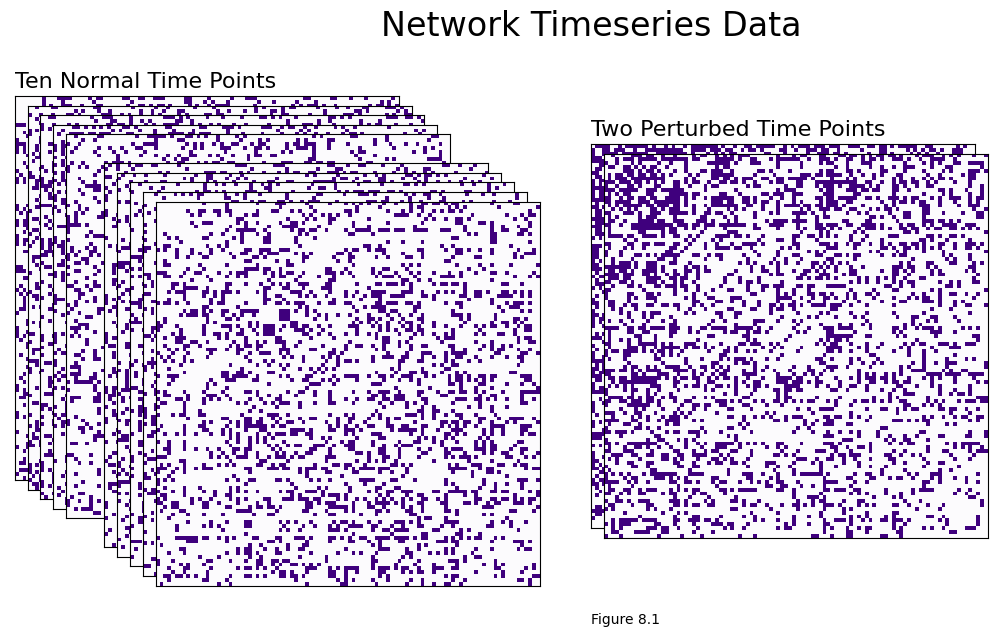 Network Timeseries Data
Ten Normal Time Points
Two Perturbed Time Points
Figure 8.1